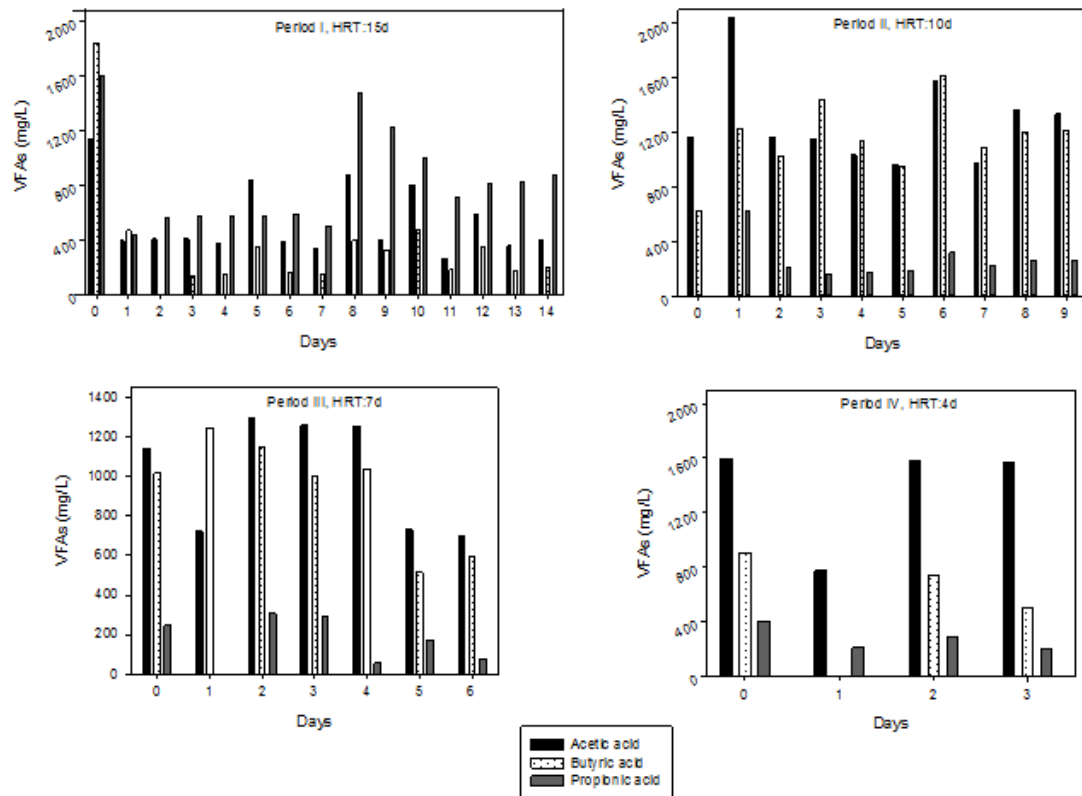 Period I, HRT:15d
VFAs (mg/L)
2000
1600
1200
800
400
0
0 1 2 3 4 5 6 7 8 9 10 11 12 13 14
Days
Period II, HRT:10d
VFAs (mg/L)
2000
1600
1200
800
400
0
0 1 2 3 4 5 6 7 8 9
Days
Period III, HRT:7d
VFAs (mg/L)
1400
1200
1000
800
600
400
200
0
0 1 2 3 4 5 6
Days
Period IV, HRT:4d
VFAs (mg/L)
2000
1600
1200
800
400
0
0 1 2 3
Days
Acetic acid
Butyric acid
Propionic acid